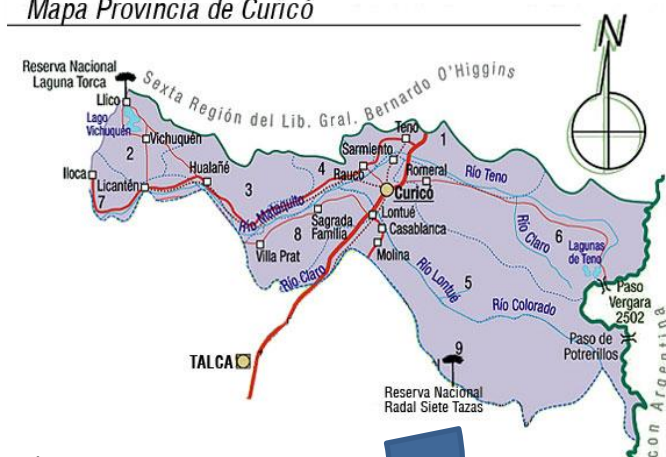 Mapa Provincia de Curicó
N
Reserva Nacional
Laguna Torca
Sexta Región del Lib. Gral. Bernardo O'Higgins
Llico
Lago
Vichuquén
Vichuquén
2
Iloca
Licantén
7
Hualañé
3
4
Sarmiento
Rauco
Teno
1
Romeral
Río Teno
Curicó
Río Mataquito
8
Sagrada
Familia
Villa Prat
Río Claro
Lontué
Casablanca
Molina
Río Claro
6
Lagunas
de Teno
Río Lontué
5
Río Colorado
Paso
Vergara
2502
Paso de
Potrerillos
TALCA
9
Reserva Nacional
Radal Siete Tazas
con Argentina